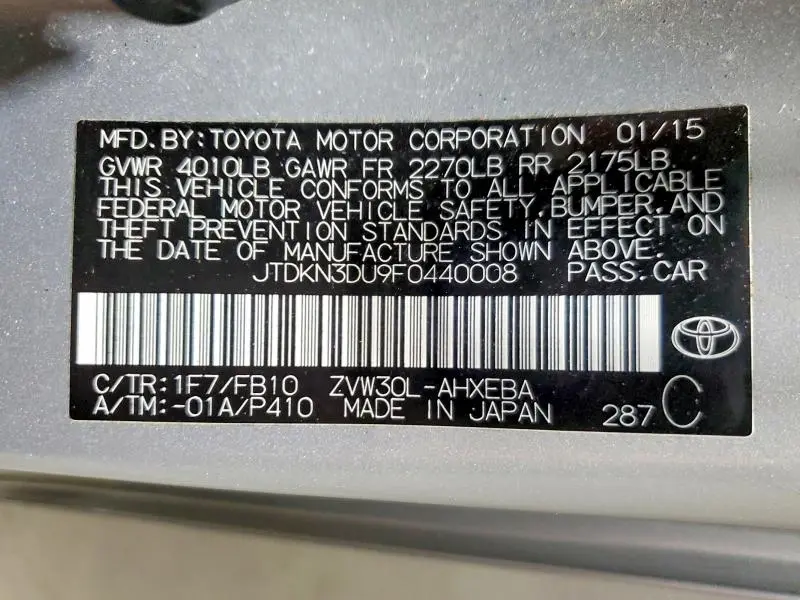 MFD.BY:TOYOTA MOTOR CORPORATION 01/15
GVWR 4010LB GAWR FR 2270LB RR 2175LB
THIS VEHICLE CONFORMS TO ALL APPLICABLE
FEDERAL MOTOR VEHICLE SAFETY,BUMPER,AND
THEFT PREVENTION STANDARDS IN EFFECT ON
THE DATE OF MANUFACTURE SHOWN ABOVE.
JTDKN3DU9F0440008 PASS.CAR
C/TR:1F7/FB10 ZVW30L-AHXEBA
A/TM:-01A/P410 MADE IN JAPAN 287 C